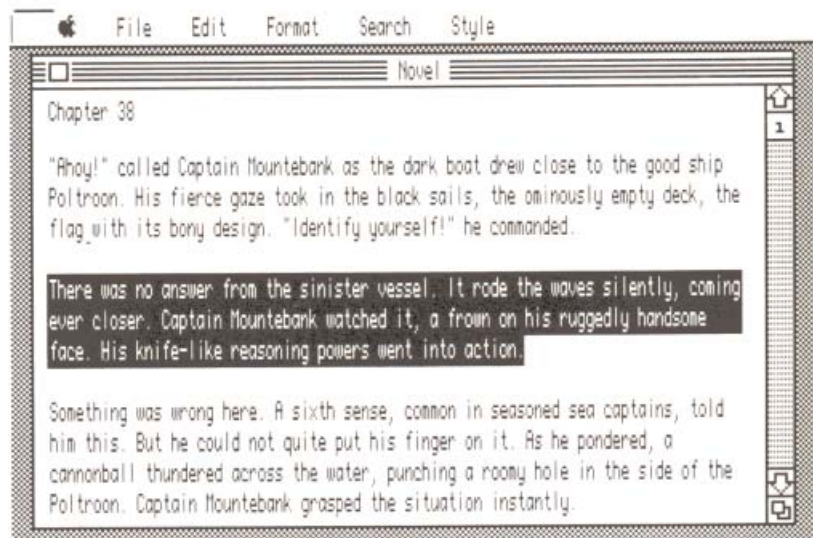 File Edit Format Search Style
Novel
Chapter 38
"Ahoy!" called Captain Mountebank as the dark boat drew close to the good ship
Poltroon. His fierce gaze took in the black sails, the ominously empty deck, the
flag with its bony design. "Identify yourself!" he commanded.
There was no answer from the sinister vessel. It rode the waves silently, coming
ever closer. Captain Mountebank watched it, a frown on his ruggedly handsome
face. His knife-like reasoning powers went into action.
Something was wrong here. A sixth sense, common in seasoned sea captains, told
him this. But he could not quite put his finger on it. As he pondered, a
cannonball thundered across the water, punching a roomy hole in the side of the
Poltroon. Captain Mountebank grasped the situation instantly.
1